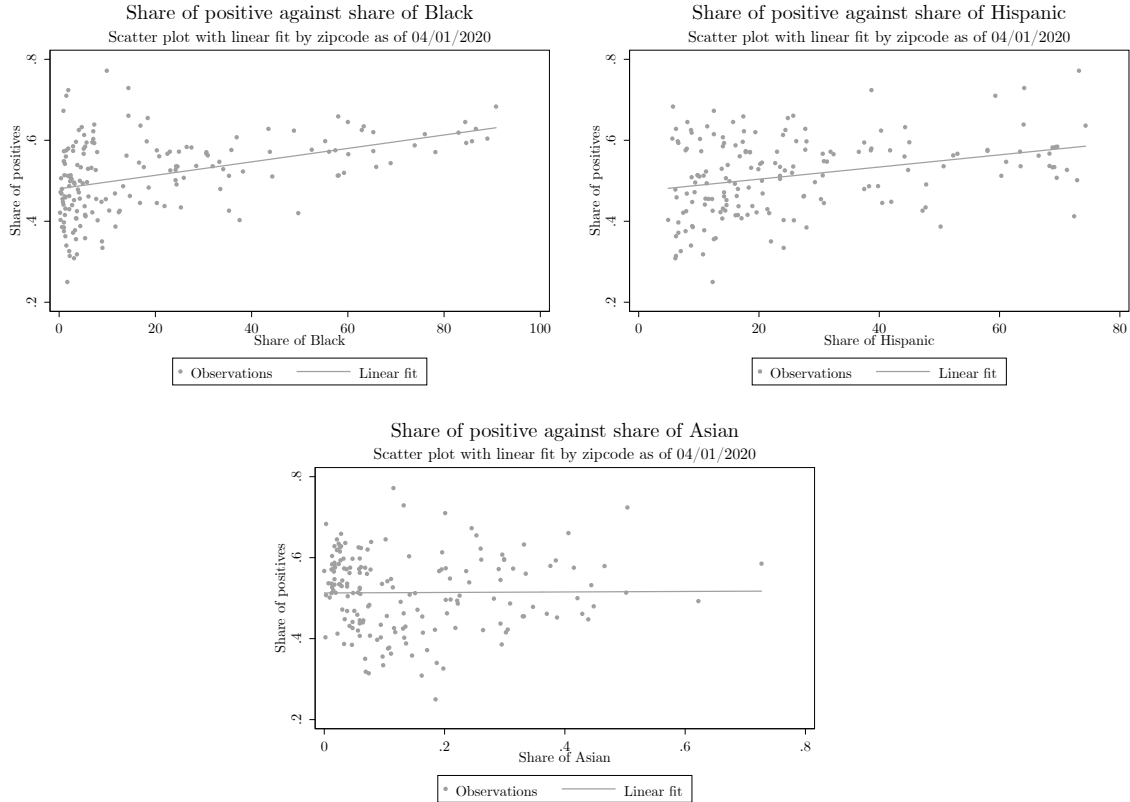 Share of positive against share of Black
Scatter plot with linear fit by zipcode as of 04/01/2020
Share of positives
.2 .4 .6 .8
0 20 40 60 80 100
Share of Black
Observations Linear fit
Share of positive against share of Hispanic
Scatter plot with linear fit by zipcode as of 04/01/2020
Share of positives
.2 .4 .6 .8
0 20 40 60 80
Share of Hispanic
Observations Linear fit
Share of positive against share of Asian
Scatter plot with linear fit by zipcode as of 04/01/2020
Share of positives
.2 .4 .6 .8
0 .2 .4 .6 .8
Share of Asian
Observations Linear fit